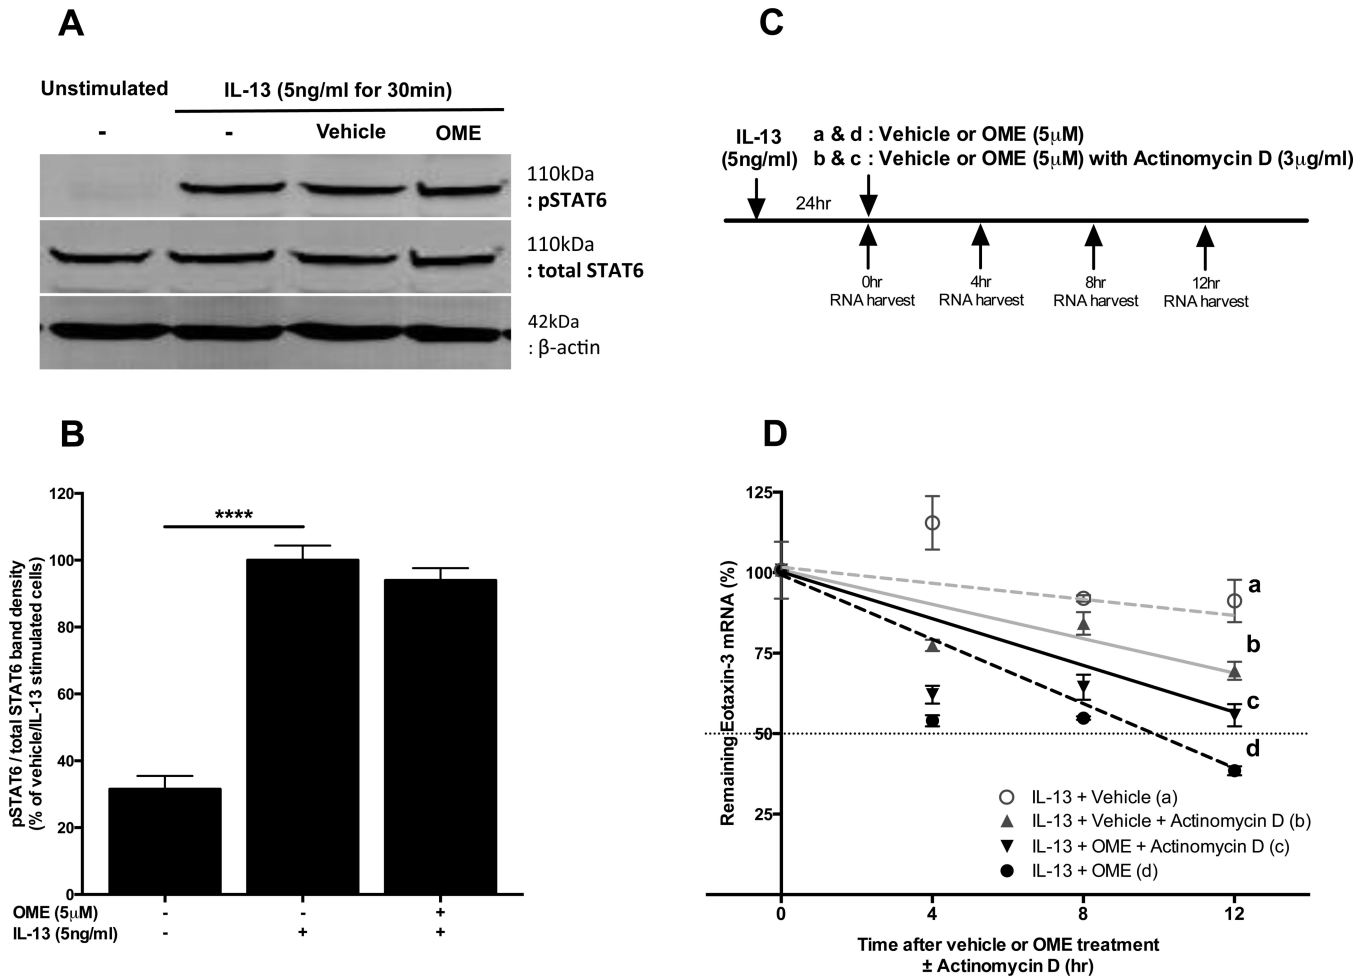 A
Unstimulated
IL-13 (5ng/ml for 30min)
-
-
Vehicle
OME
110kDa
: pSTAT6
110kDa
: total STAT6
42kDa
: β-actin
C
IL-13
(5ng/ml)
a & d : Vehicle or OME (5μM)
b & c : Vehicle or OME (5μM) with Actinomycin D (3μg/ml)
24hr
0hr
RNA harvest
4hr
RNA harvest
8hr
RNA harvest
12hr
RNA harvest
B
pSTAT6 / total STAT6 band density
(% of vehicle/IL-13 stimulated cells)
120
100
80
60
40
20
0
****
OME (5μM) - - +
IL-13 (5ng/ml) - + +
D
Remaining Eotaxin-3 mRNA (%)
125
100
75
50
25
a
b
c
d
IL-13 + Vehicle (a)
IL-13 + Vehicle + Actinomycin D (b)
IL-13 + OME + Actinomycin D (c)
IL-13 + OME (d)
0 4 8 12
Time after vehicle or OME treatment
± Actinomycin D (hr)